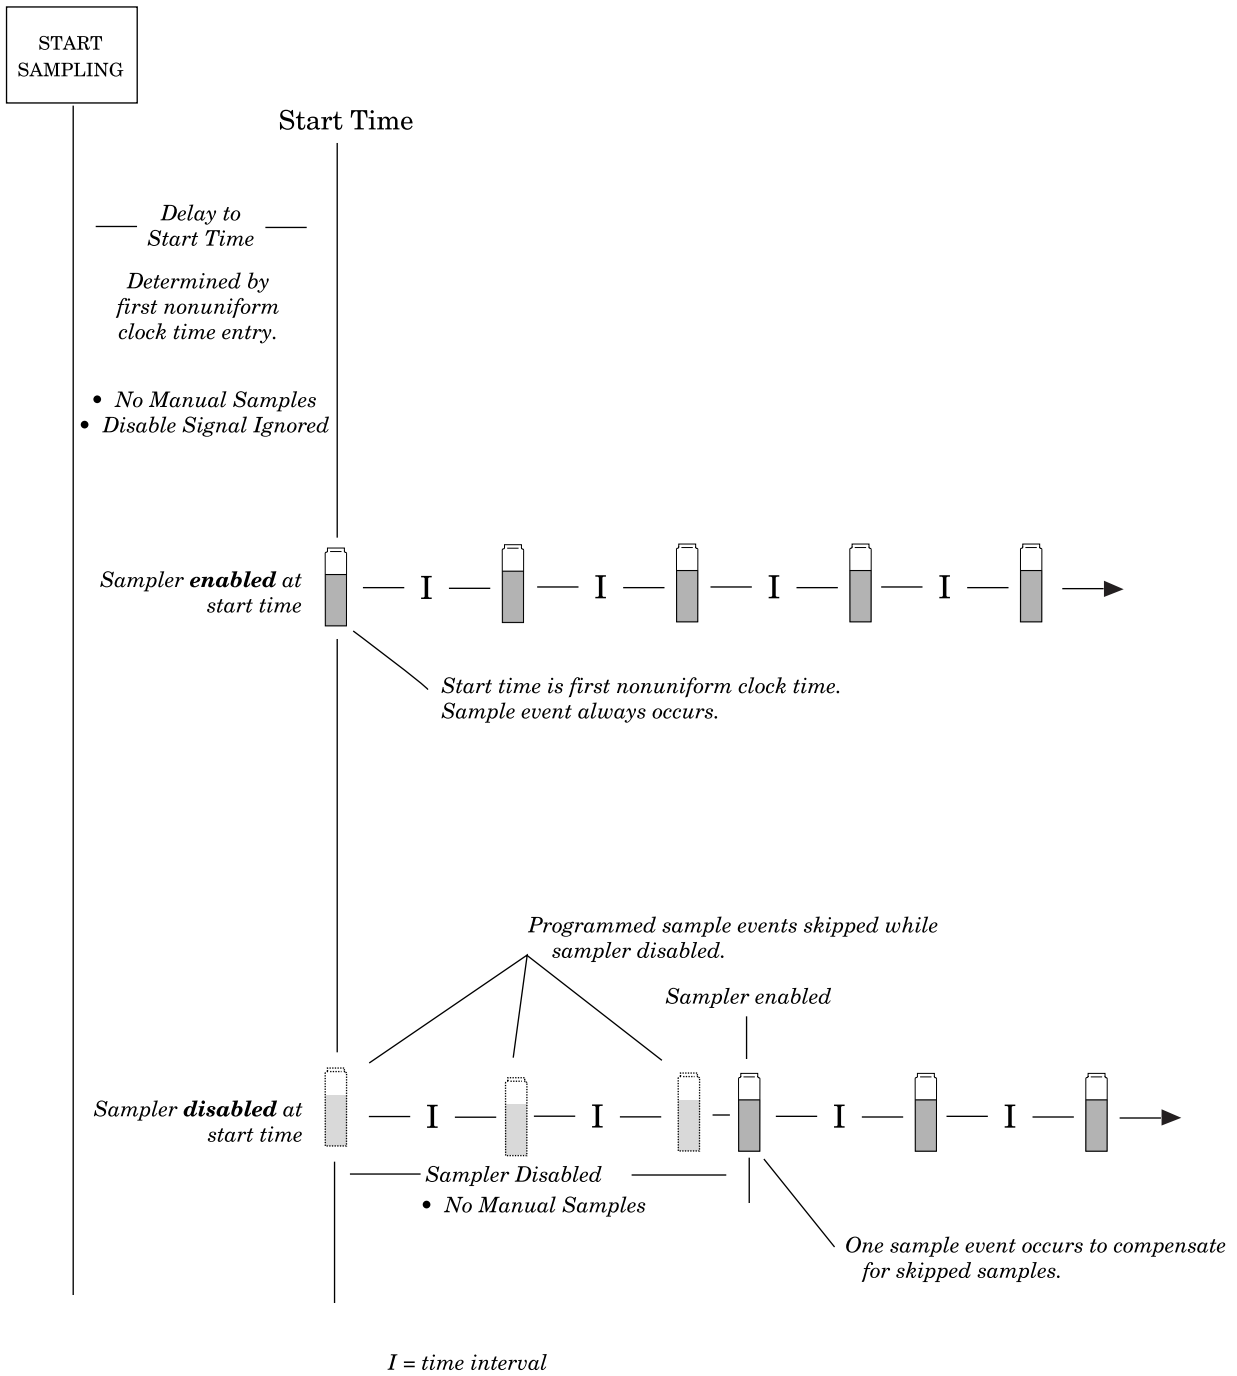 START
SAMPLING
Start Time
Delay to
Start Time
Determined by
first nonuniform
clock time entry.
• No Manual Samples
• Disable Signal Ignored
Sampler enabled at
start time
I I I I
Start time is first nonuniform clock time.
Sample event always occurs.
Programmed sample events skipped while
sampler disabled.
Sampler enabled
Sampler disabled at
start time
I I I I
Sampler Disabled
• No Manual Samples
One sample event occurs to compensate
for skipped samples.
I = time interval